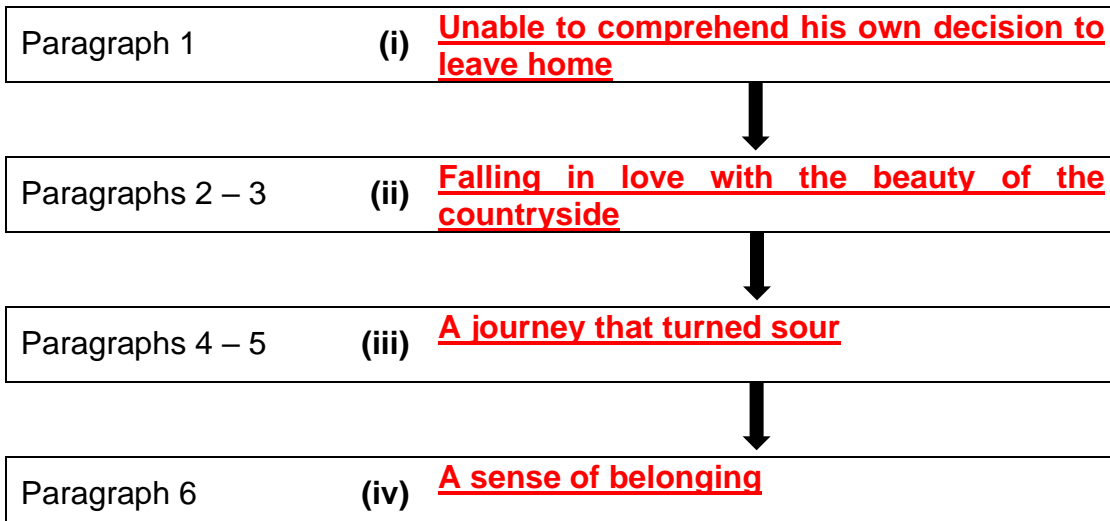 Paragraph 1 (i) Unable to comprehend his own decision to
leave home
Paragraphs 2 – 3 (ii) Falling in love with the beauty of the
countryside
Paragraphs 4 – 5 (iii) A journey that turned sour
Paragraph 6 (iv) A sense of belonging